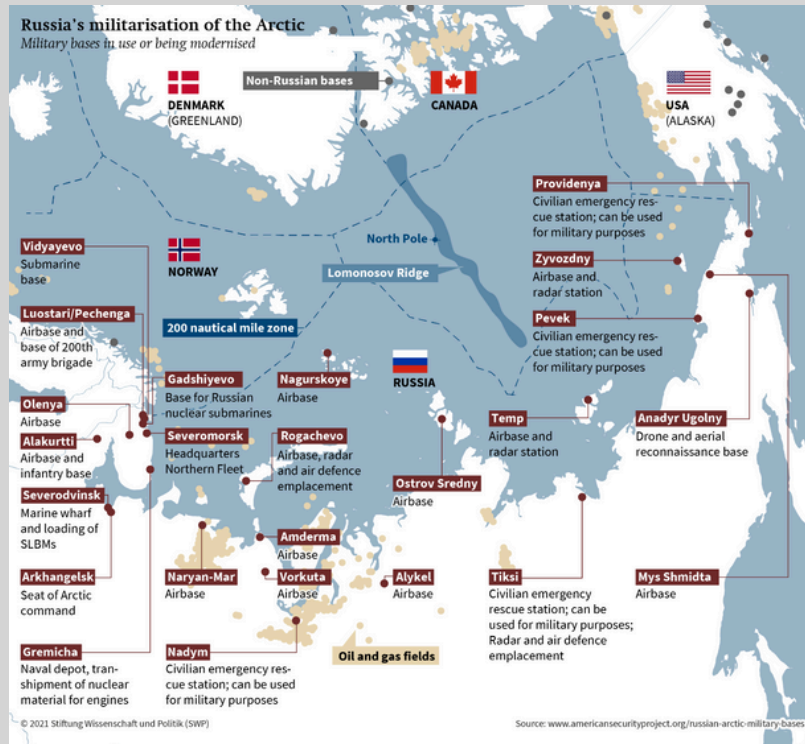 Russia's militarisation of the Arctic
Military bases in use or being modernised
DENMARK
(GREENLAND)
Non-Russian bases
CANADA
USA
(ALASKA)
Providenya
Civilian emergency res-
cue station; can be used
for military purposes
North Pole
Lomonosov Ridge
Zyvozdny
Airbase and
radar station
Pevek
Civilian emergency res-
cue station; can be used
for military purposes
Vidyayevo
Submarine
base
NORWAY
200 nautical mile zone
Luostari/Pechenga
Airbase and
base of 200th
army brigade
RUSSIA
Gadshiyevo
Base for Russian
nuclear submarines
Nagurskoye
Airbase
Olenya
Airbase
Severomorsk
Headquarters
Northern Fleet
Rogachevo
Airbase, radar
and air defence
emplacement
Temp
Airbase and
radar station
Anadyr Ugolny
Drone and aerial
reconnaissance base
Alakurtti
Airbase and
infantry base
Ostrov Sredny
Airbase
Severodvinsk
Marine wharf
and loading of
SLBMs
Amderma
Airbase
Arkhangelsk
Seat of Arctic
command
Naryan-Mar
Airbase
Vorkuta
Airbase
Alykel
Airbase
Tiksi
Civilian emergency
rescue station; can be
used for military purposes;
Radar and air defence
emplacement
Mys Shmidta
Airbase
Gremicha
Naval depot, tran-
shipment of nuclear
material for engines
Nadym
Civilian emergency res-
cue station; can be used
for military purposes
Oil and gas fields
© 2021 Stiftung Wissenschaft und Politik (SWP)
Source: www.americansecurityproject.org/russian-arctic-military-bases